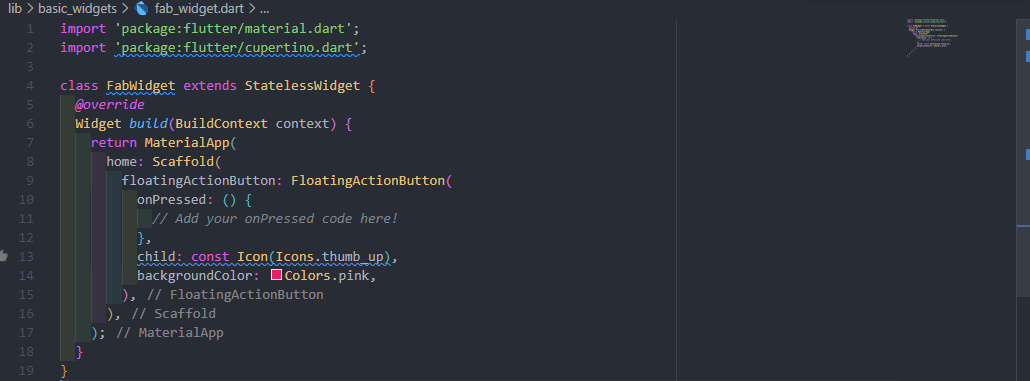 lib > basic_widgets > fab_widget.dart > ...
1 import 'package:flutter/material.dart';
2 import 'package:flutter/cupertino.dart';
3
4 class FabWidget extends StatelessWidget {
5 @override
6 Widget build(BuildContext context) {
7 return MaterialApp(
8 home: Scaffold(
9 floatingActionButton: FloatingActionButton(
10 onPressed: () {
11 // Add your onPressed code here!
12 },
13 child: const Icon(Icons.thumb_up),
14 backgroundColor: Colors.pink,
15 ), // FloatingActionButton
16 ), // Scaffold
17 ); // MaterialApp
18 }
19 }